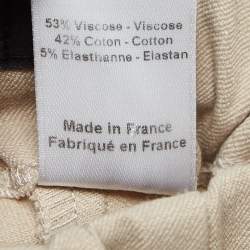 53% Viscose - Viscose
42% Coton - Cotton
5% Elasthanne - Elastan
Made in France
Fabriqué en France